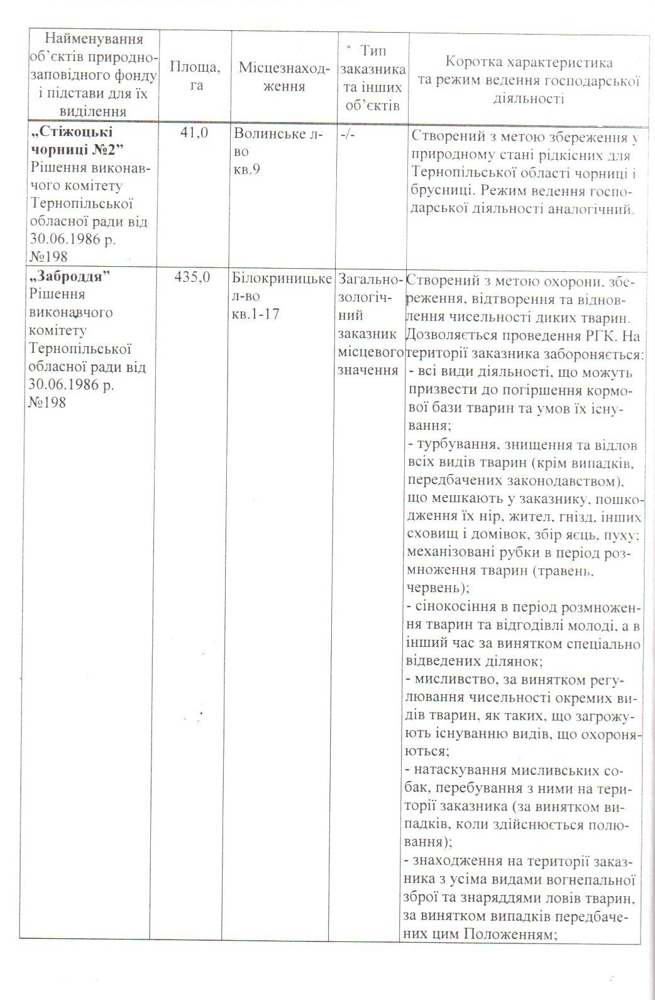 Найменування
об’єктів природно-
заповідного фонду
і підстави для їх
виділення
Площа,
га
Місцезнаход-
ження
Тип
заказника
та інших
об’єктів
Коротка характеристика
та режим ведення господарської
діяльності
„Стіжоцькі
чорниці №2”
Рішення виконав-
чого комітету
Тернопільської
обласної ради від
30.06.1986 р.
№198
41,0
Волинське л-
во
кв.9
-/-
Створений з метою збереження у
природному стані рідкісних для
Тернопільської області чорниці і
брусниці. Режим ведення госпо-
дарської діяльності аналогічний.
„Заброддя”
Рішення
виконавчого
комітету
Тернопільської
обласної ради від
30.06.1986 р.
№198
435,0
Білокриницьке
л-во
кв.1-17
Загально-
зологіч-
ний
заказник
місцевого
значення
Створений з метою охорони, збе-
реження, відтворення та віднов-
лення чисельності диких тварин.
Дозволяється проведення РГК. На
території заказника забороняється:
- всі види діяльності, що можуть
призвести до погіршення кормо-
вої бази тварин та умов їх існу-
вання;
- турбування, знищення та відлов
всіх видів тварин (крім випадків,
передбачених законодавством),
що мешкають у заказнику, пошко-
дження їх нір, жител, гнізд, інших
сховищ і домівок, збір яєць, пуху;
механізовані рубки в період роз-
множення тварин (травень,
червень);
- сінокосіння в період розмножен-
ня тварин та відгодівлі молоді, а в
інший час за винятком спеціально
відведених ділянок;
- мисливство, за винятком регу-
лювання чисельності окремих ви-
дів тварин, як таких, що загрожу-
ють існуванню видів, що охороня-
ються;
- натаскування мисливських со-
бак, перебування з ними на тери-
торії заказника (за винятком ви-
падків, коли здійснюється полю-
вання);
- знаходження на території заказ-
ника з усіма видами вогнепальної
зброї та знаряддями ловів тварин,
за винятком випадків передбаче-
них цим Положенням;